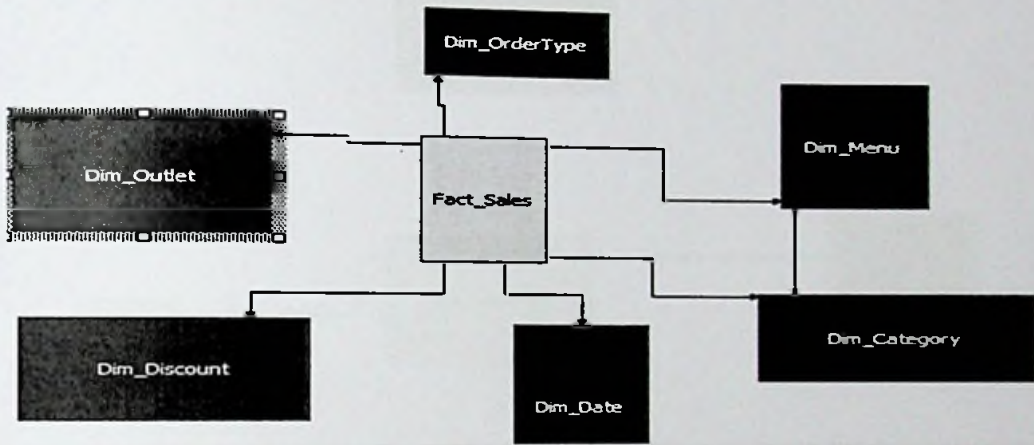 Dim_OrderType
Dim_Menu
Dim_Outlet
Fact_Sales
Dim_Category
Dim_Discount
Dim_Date